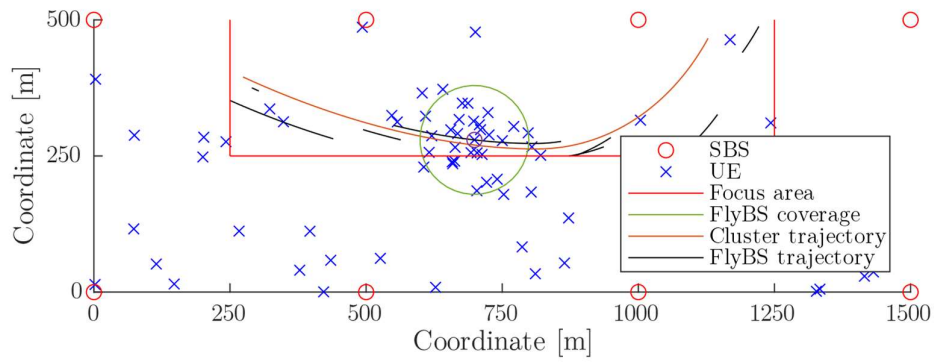 500
250
0
Coordinate [m]
SBS
UE
Focus area
FlyBS coverage
Cluster trajectory
FlyBS trajectory
0 250 500 750 1000 1250 1500
Coordinate [m]